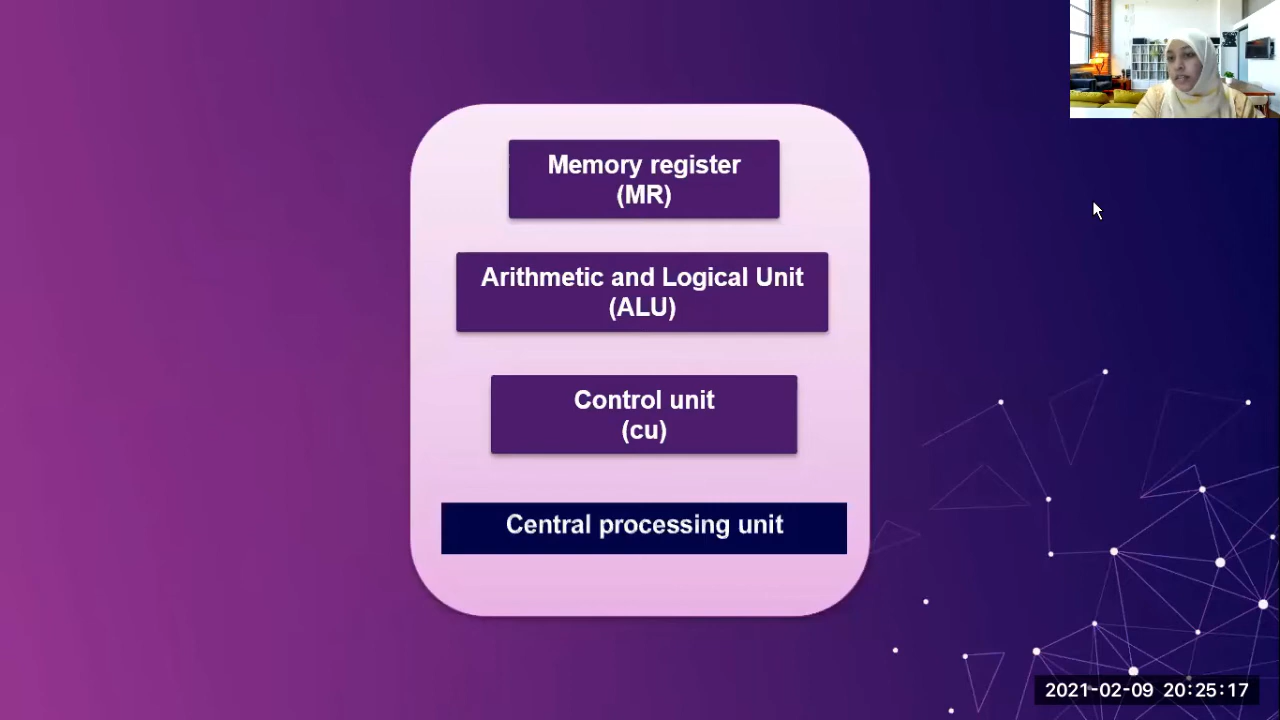 Memory register
(MR)
Arithmetic and Logical Unit
(ALU)
Control unit
(cu)
Central processing unit
2021-02-09 20:25:17